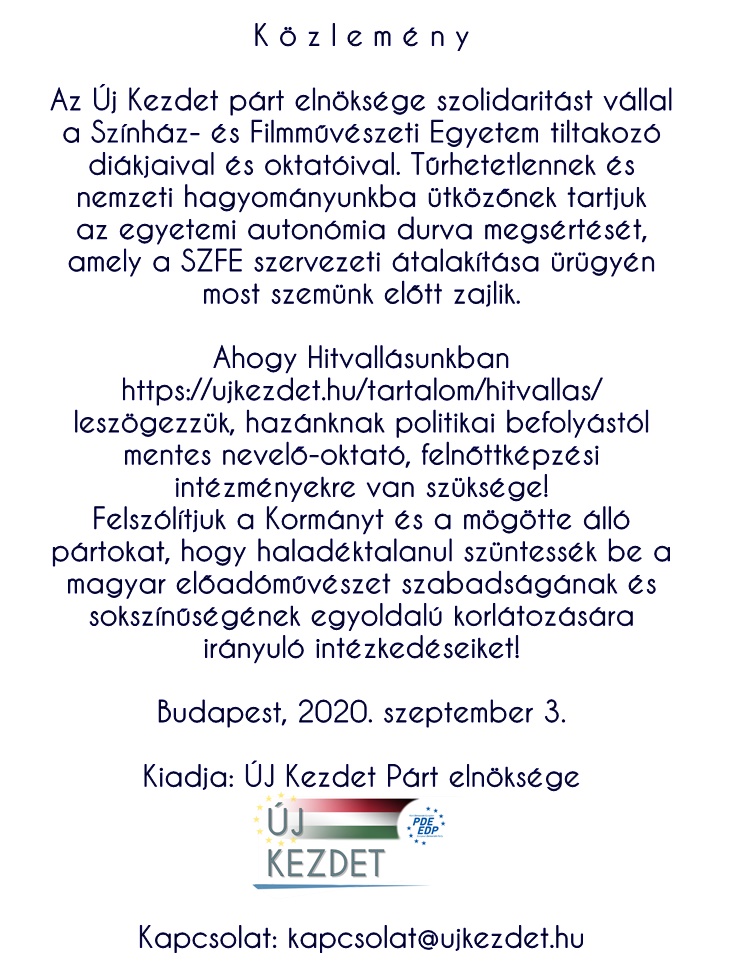 Közlemény
Az Új Kezdet párt elnöksége szolidaritást vállal
a Színház- és Filmművészeti Egyetem tiltakozó
diákjaival és oktatóival. Tűrhetetlennek és
nemzeti hagyományunkba ütközőnek tartjuk
az egyetemi autonómia durva megsértését,
amely a SZFE szervezeti átalakítása ürügyén
most szemünk előtt zajlik.
Ahogy Hitvallásunkban
https://ujkezdet.hu/tartalom/hitvallas/
leszögezzük, hazánknak politikai befolyástól
mentes nevelő-oktató, felnőttképzési
intézményekre van szüksége!
Felszólítjuk a Kormányt és a mögötte álló
pártokat, hogy haladéktalanul szüntessék be a
magyar előadóművészet szabadságának és
sokszínűségének egyoldalú korlátozására
irányuló intézkedéseiket!
Budapest, 2020. szeptember 3.
Kiadja: ÚJ Kezdet Párt elnöksége
ÚJ
KEZDET
PDE
EDP
Kapcsolat: kapcsolat@ujkezdet.hu